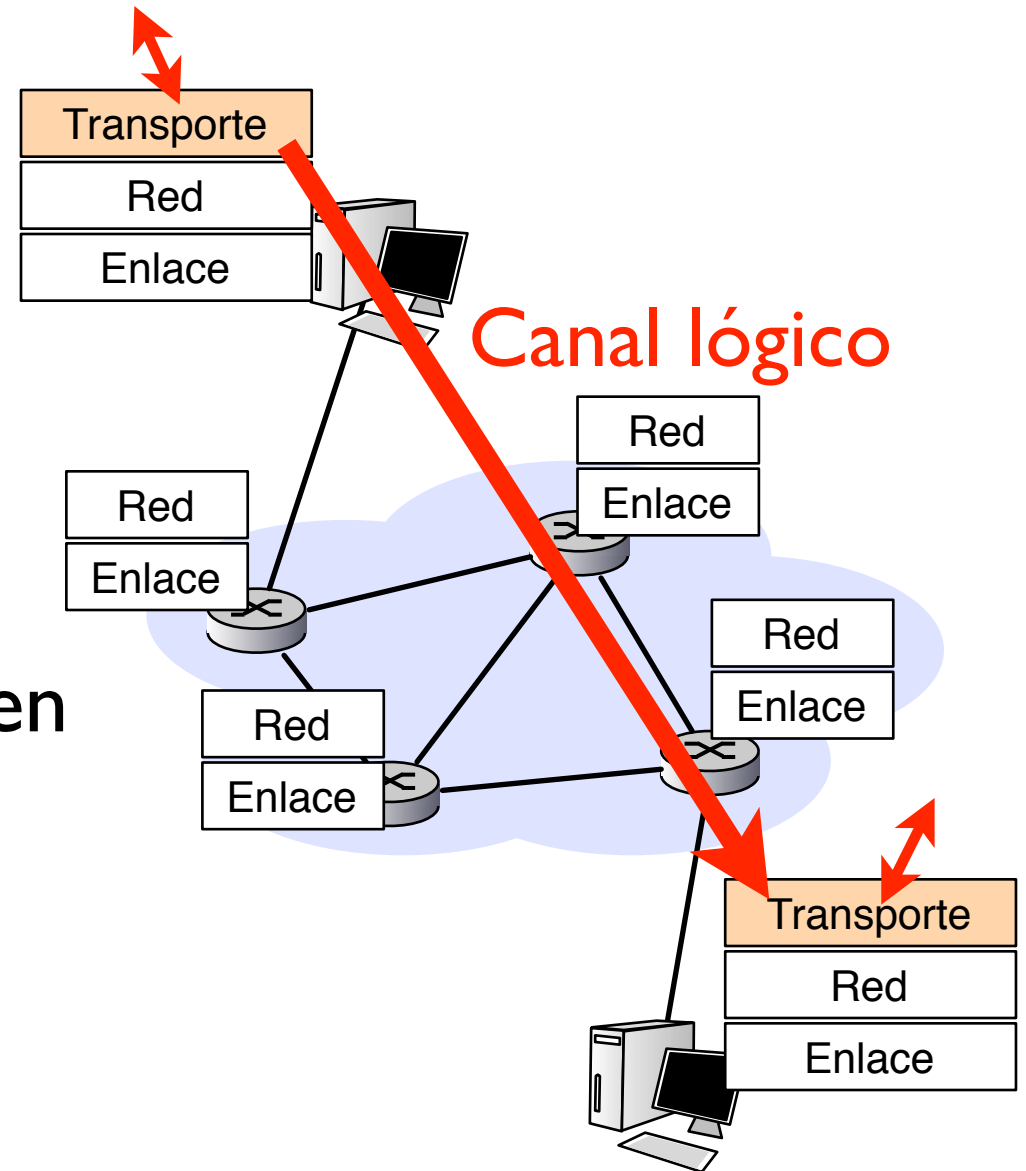 Transporte
Red
Enlace
Canal lógico
Red
Enlace
Red
Enlace
Red
Enlace
en
Red
Enlace
Transporte
Red
Enlace